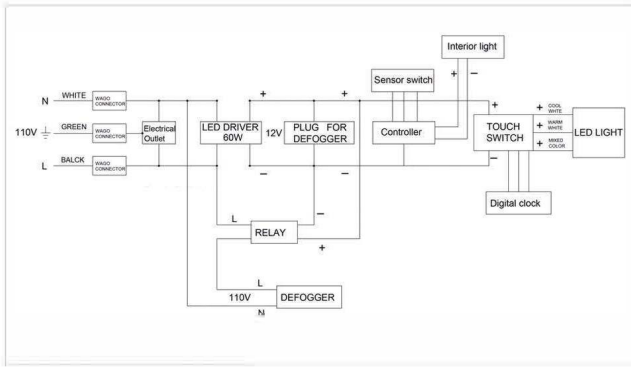 Interior light
+ −
Sensor switch
N WHITE WAGO CONNECTOR
+ + +
COOL WHTE
110V GREEN WAGO CONNECTOR
Electrical Outlet
LED DRIVER 60W
12V
PLUG FOR DEFOGGER
Controller
TOUCH SWITCH
+ WARM WHITE
LED LIGHT
+ MIXED COLOR
L BALCK WAGO CONNECTOR
− − −
Digital clock
L
−
RELAY
+
L
110V
DEFOGGER
N